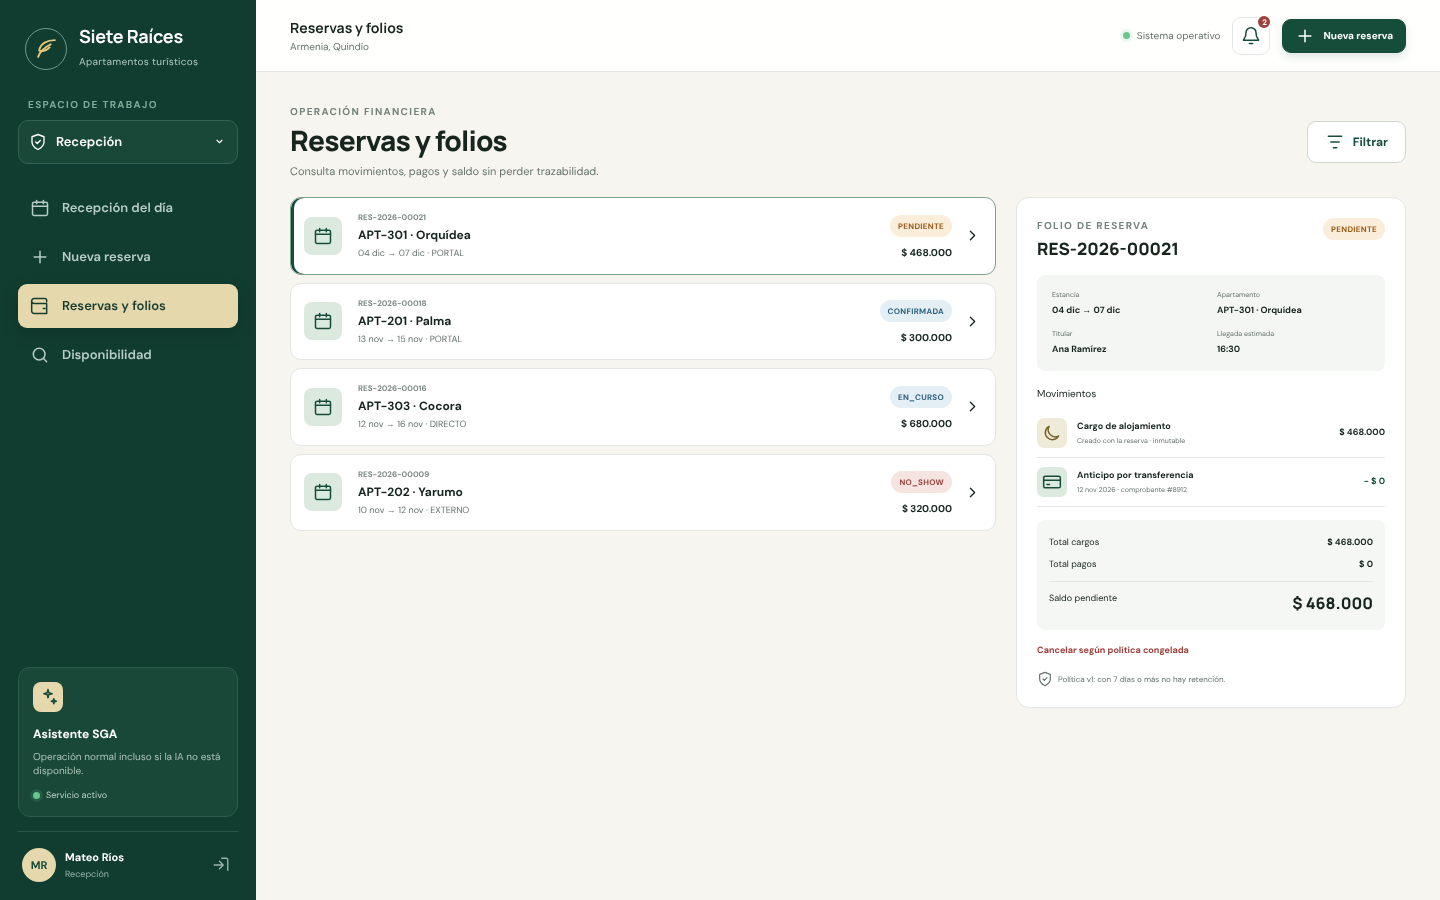 Siete Raíces
Apartamentos turísticos
ESPACIO DE TRABAJO
Recepción
Recepción del día
Nueva reserva
Reservas y folios
Disponibilidad
Asistente SGA
Operación normal incluso si la IA no está
disponible.
Servicio activo
MR
Mateo Ríos
Recepción
Reservas y folios
Armenia, Quindío
Sistema operativo
2
Nueva reserva
OPERACIÓN FINANCIERA
Reservas y folios
Consulta movimientos, pagos y saldo sin perder trazabilidad.
Filtrar
RES-2026-00021
APT-301 · Orquídea
04 dic → 07 dic · PORTAL
PENDIENTE
$ 468.000
RES-2026-00018
APT-201 · Palma
13 nov → 15 nov · PORTAL
CONFIRMADA
$ 300.000
RES-2026-00016
APT-303 · Cocora
12 nov → 16 nov · DIRECTO
EN_CURSO
$ 680.000
RES-2026-00009
APT-202 · Yarumo
10 nov → 12 nov · EXTERNO
NO_SHOW
$ 320.000
FOLIO DE RESERVA
RES-2026-00021
PENDIENTE
Estancia
04 dic → 07 dic
Apartamento
APT-301 · Orquídea
Titular
Ana Ramírez
Llegada estimada
16:30
Movimientos
Cargo de alojamiento
Creado con la reserva · inmutable
$ 468.000
Anticipo por transferencia
12 nov 2026 · comprobante #8912
- $ 0
Total cargos
$ 468.000
Total pagos
$ 0
Saldo pendiente
$ 468.000
Cancelar según política congelada
Política v1: con 7 días o más no hay retención.